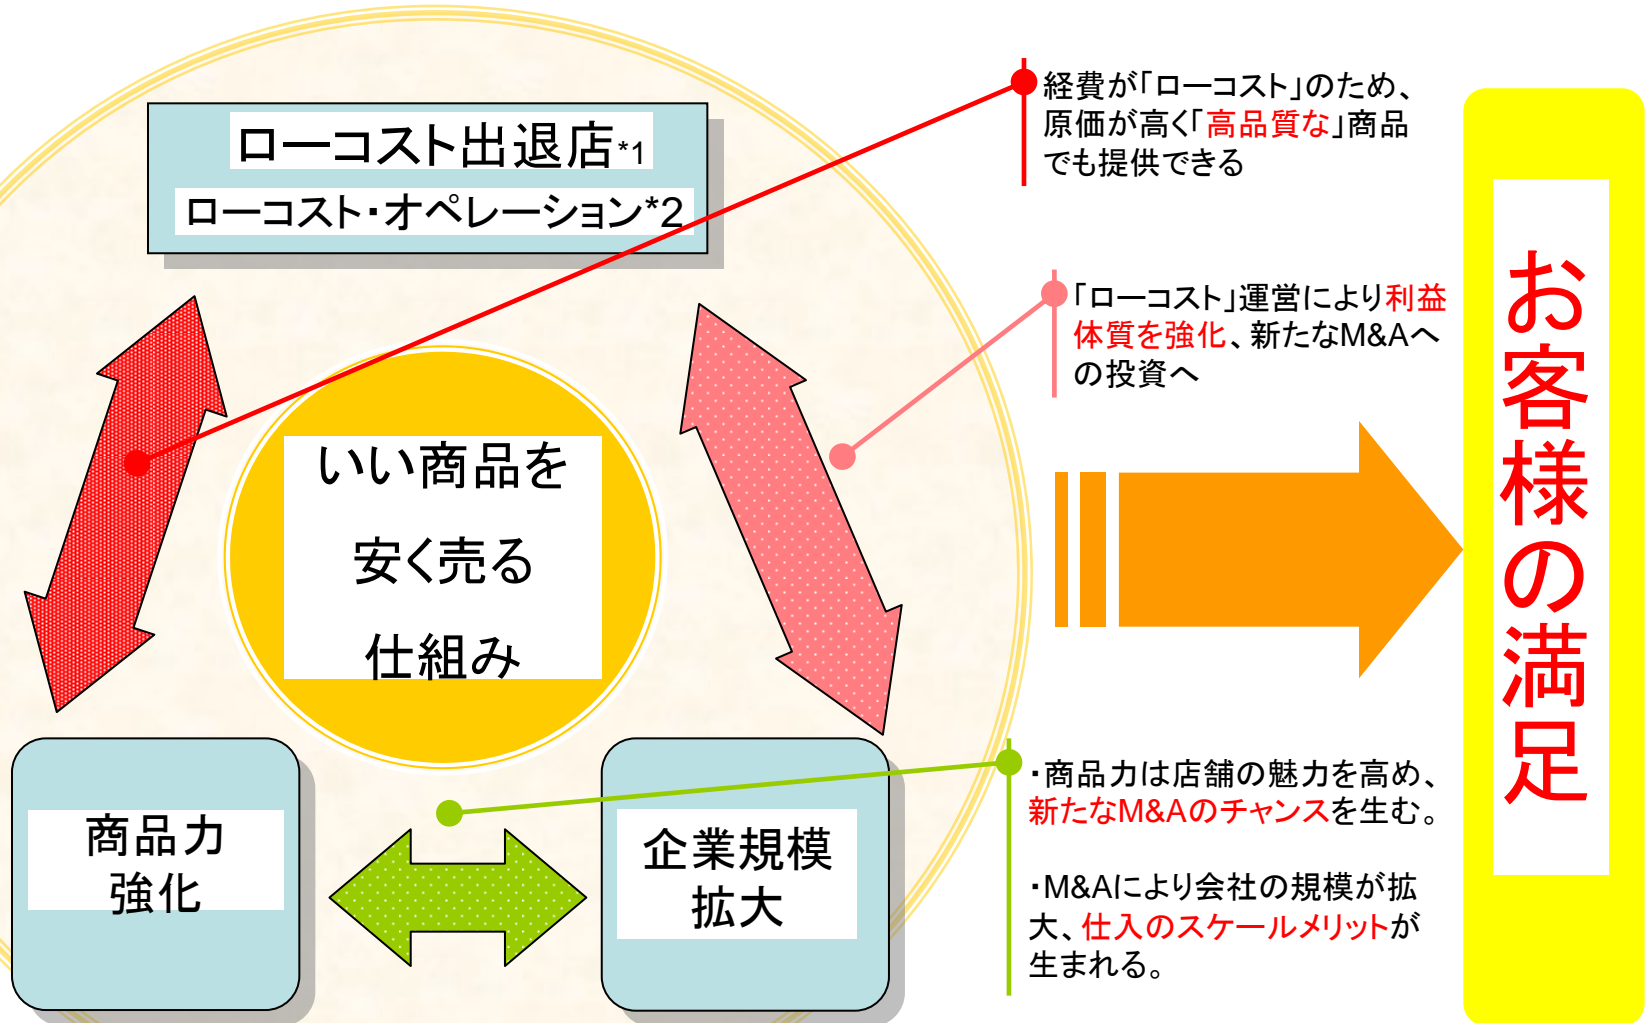 ローコスト出退店*1
ローコスト・オペレーション*2
いい商品を
安く売る
仕組み
商品力
強化
企業規模
拡大
経費が「ローコスト」のため、
原価が高く「高品質な」商品
でも提供できる
「ローコスト」運営により利益
体質を強化、新たなM&Aへ
の投資へ
・商品力は店舗の魅力を高め、
新たなM&Aのチャンスを生む。
・M&Aにより会社の規模が拡
大、仕入のスケールメリットが
生まれる。
お客様の満足